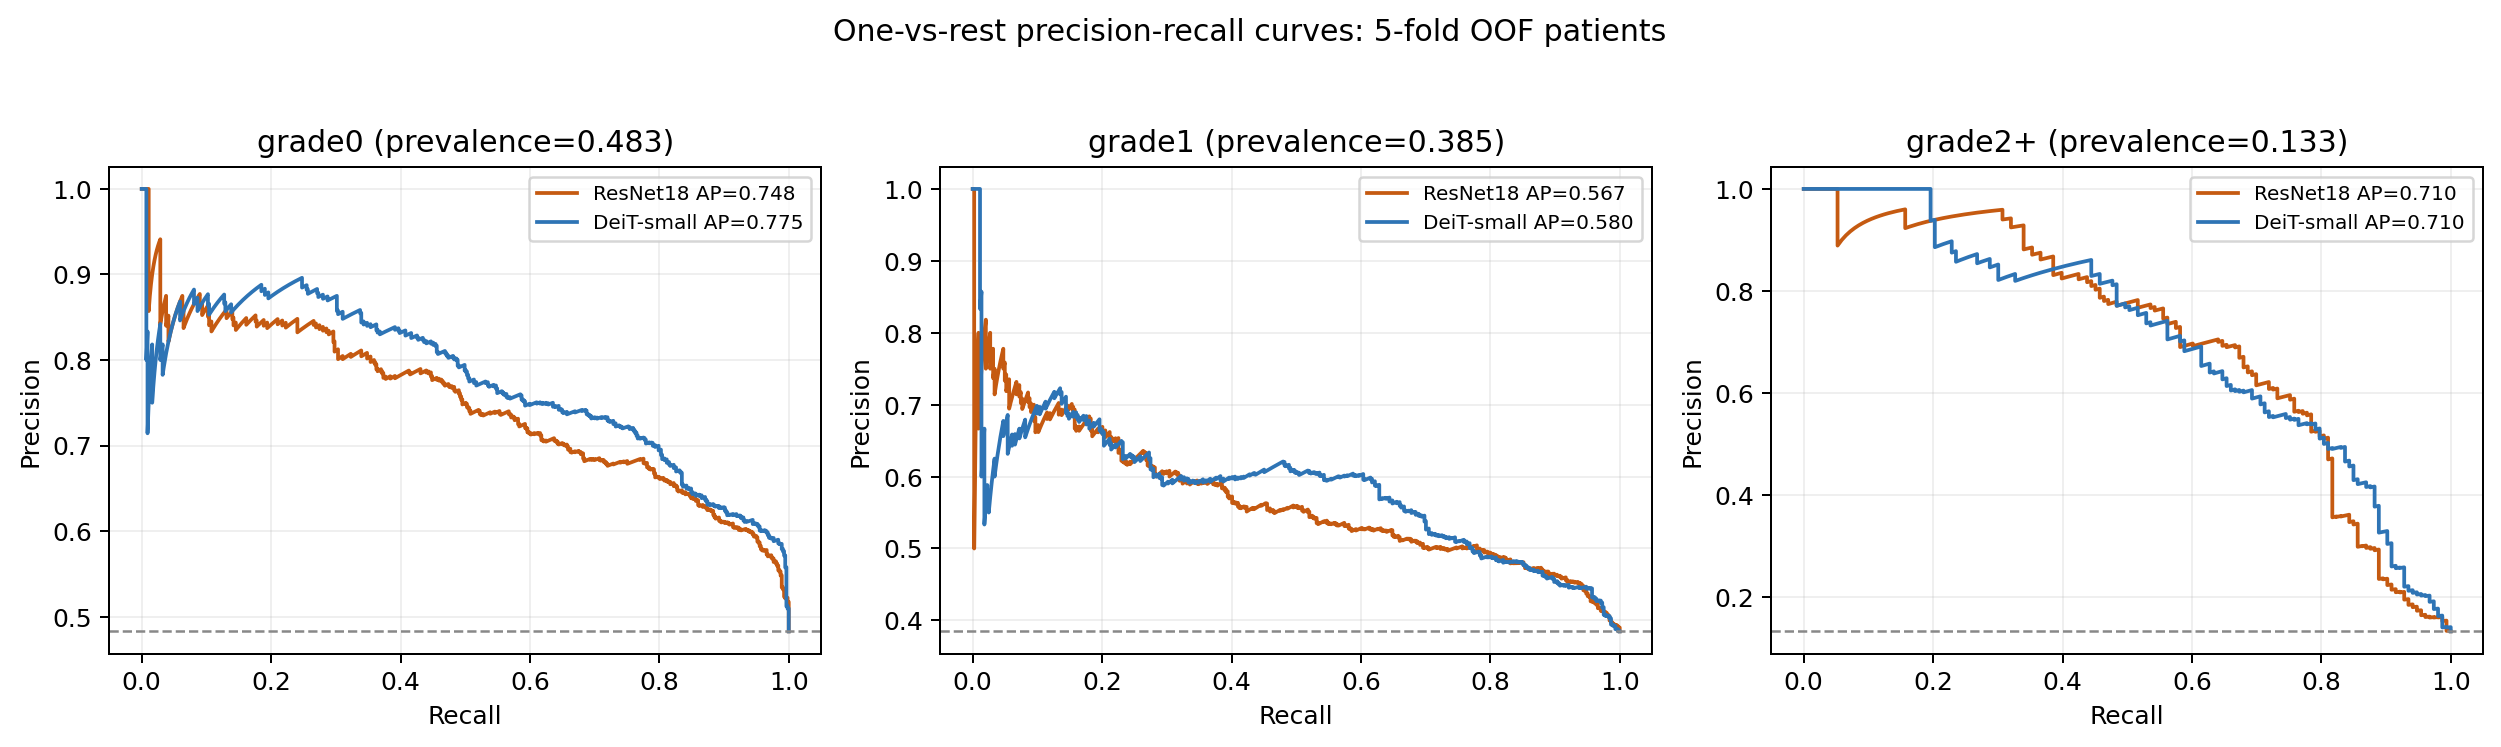 One-vs-rest precision-recall curves: 5-fold OOF patients
grade0 (prevalence=0.483)
ResNet18 AP=0.748
DeiT-small AP=0.775
1.0
0.9
0.8
0.7
0.6
0.5
Precision
0.0 0.2 0.4 0.6 0.8 1.0
Recall
grade1 (prevalence=0.385)
ResNet18 AP=0.567
DeiT-small AP=0.580
1.0
0.9
0.8
0.7
0.6
0.5
0.4
Precision
0.0 0.2 0.4 0.6 0.8 1.0
Recall
grade2+ (prevalence=0.133)
ResNet18 AP=0.710
DeiT-small AP=0.710
1.0
0.8
0.6
0.4
0.2
Precision
0.0 0.2 0.4 0.6 0.8 1.0
Recall